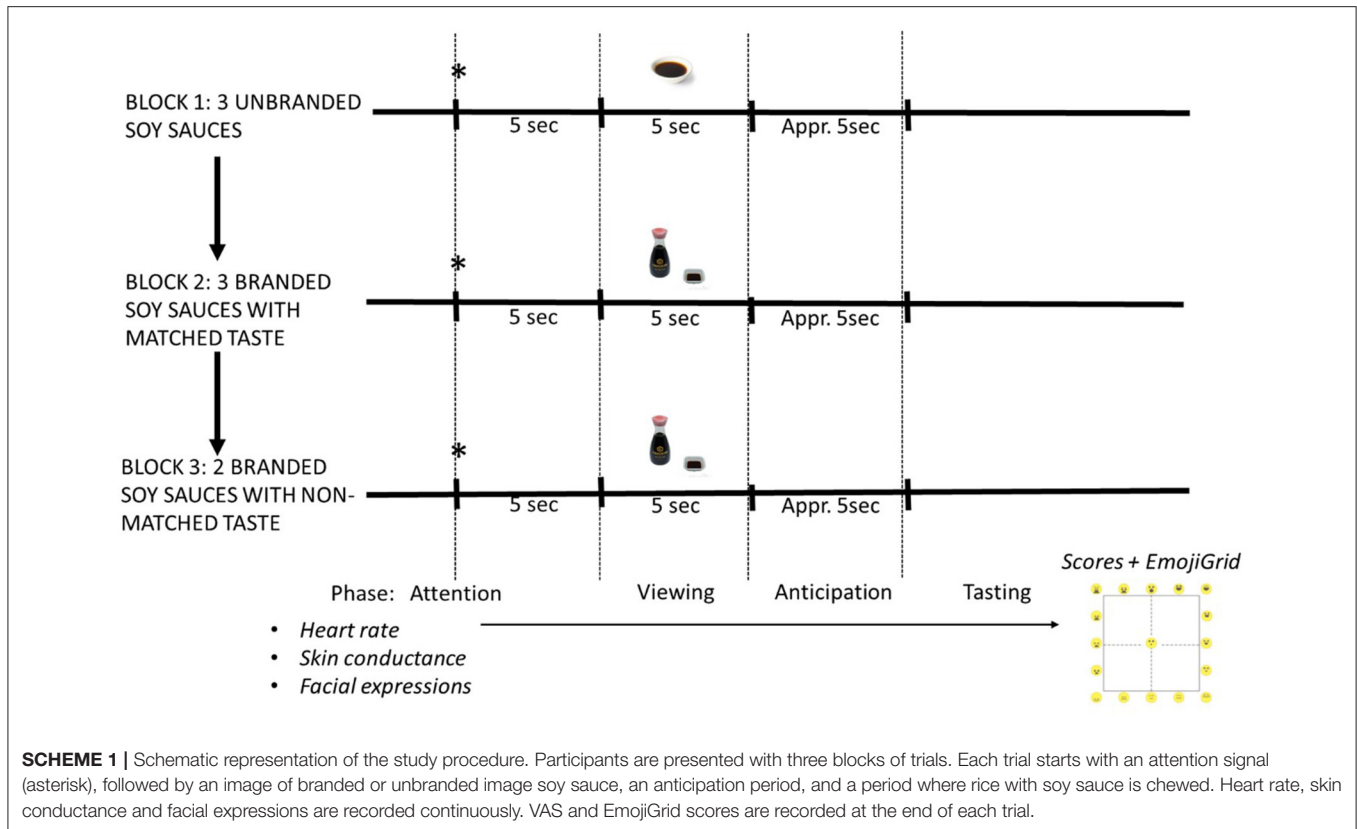 *
BLOCK 1: 3 UNBRANDED
SOY SAUCES
5 sec 5 sec Appr. 5sec
*
BLOCK 2: 3 BRANDED
SOY SAUCES WITH
MATCHED TASTE
5 sec 5 sec Appr. 5sec
*
BLOCK 3: 2 BRANDED
SOY SAUCES WITH NON-
MATCHED TASTE
5 sec 5 sec Appr. 5sec
Scores + EmojiGrid
Phase: Attention Viewing Anticipation Tasting
• Heart rate
• Skin conductance
• Facial expressions
SCHEME 1 | Schematic representation of the study procedure. Participants are presented with three blocks of trials. Each trial starts with an attention signal
(asterisk), followed by an image of branded or unbranded image soy sauce, an anticipation period, and a period where rice with soy sauce is chewed. Heart rate, skin
conductance and facial expressions are recorded continuously. VAS and EmojiGrid scores are recorded at the end of each trial.